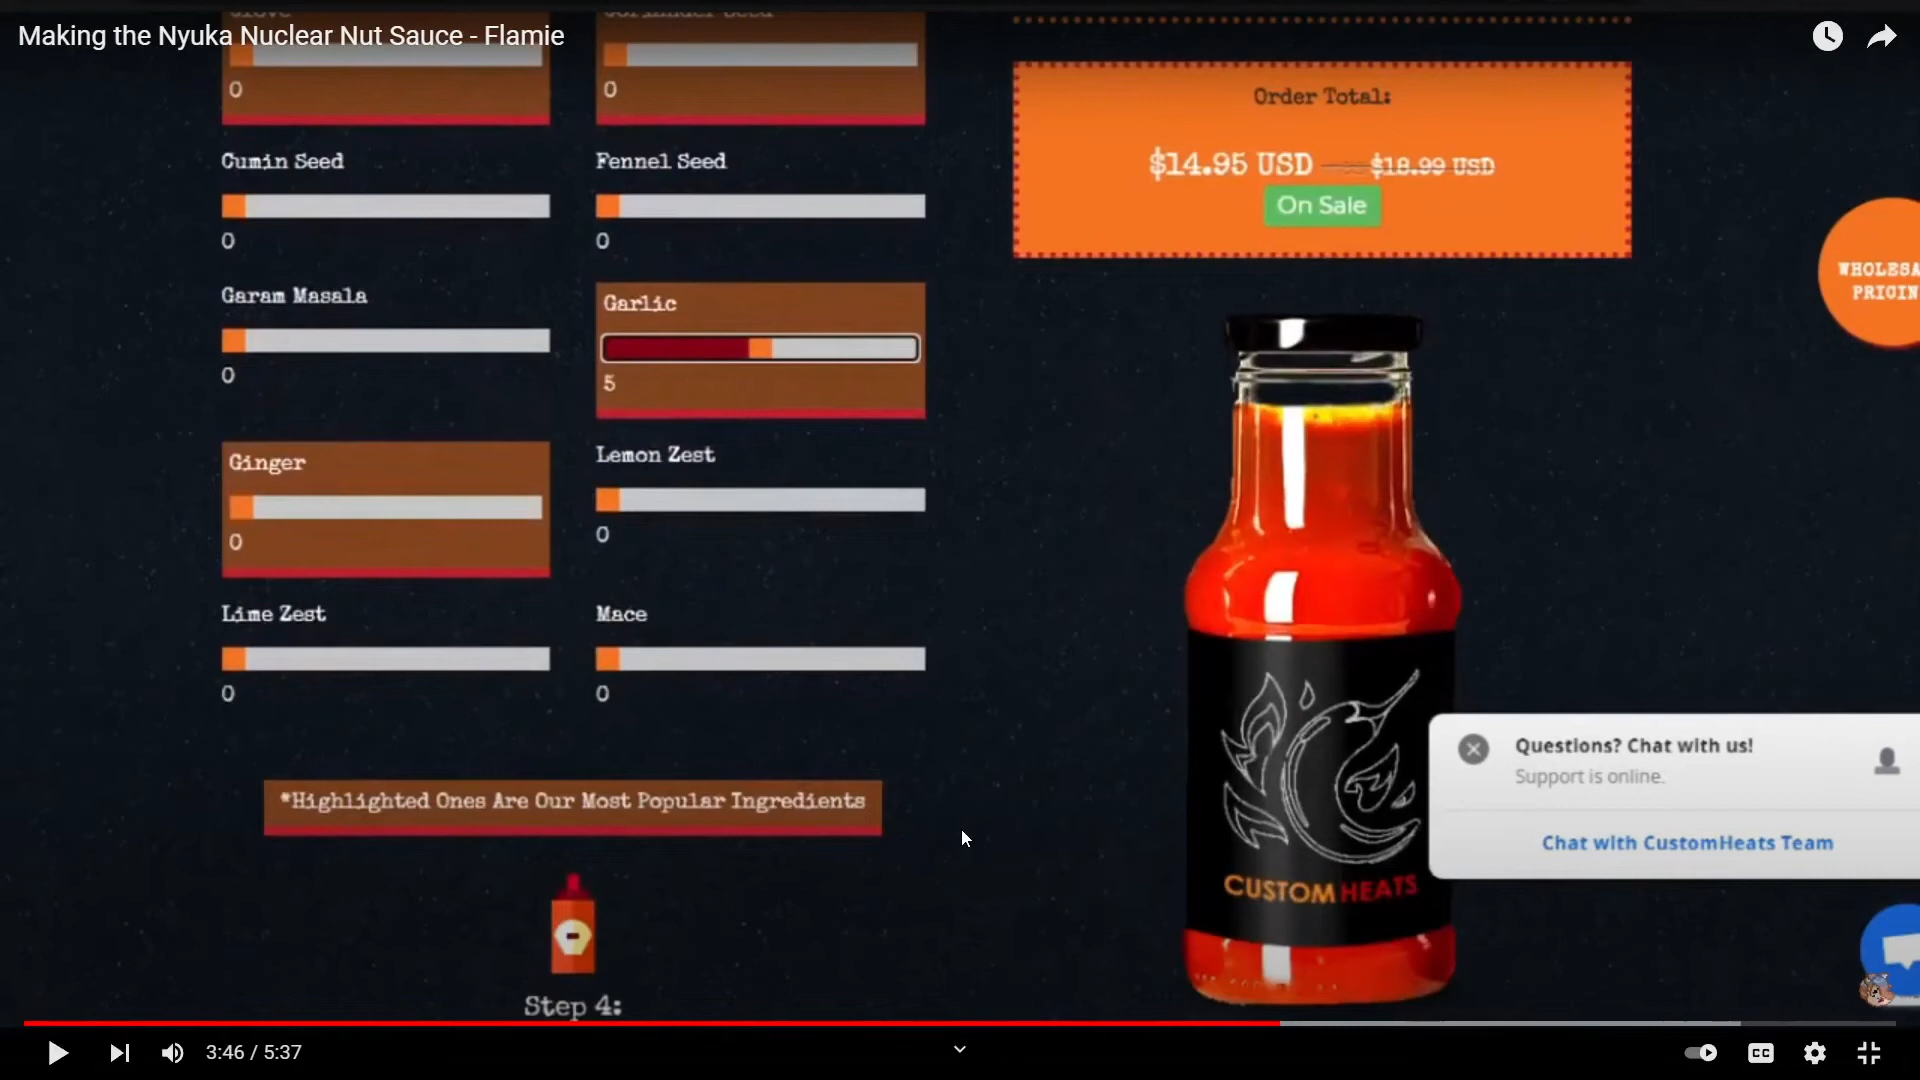 Making the Nyuka Nuclear Nut Sauce - Flamie
0
0
Cumin Seed
Fennel Seed
0
0
Garam Masala
Garlic
0
5
Ginger
Lemon Zest
0
0
Lime Zest
Mace
0
0
*Highlighted Ones Are Our Most Popular Ingredients
Step 4:
Order Total:
$14.95 USD $18.99 USD
On Sale
WHOLESA
PRICIN
CUSTOM HEATS
Questions? Chat with us!
Support is online.
Chat with CustomHeats Team
3:46 / 5:37
CC